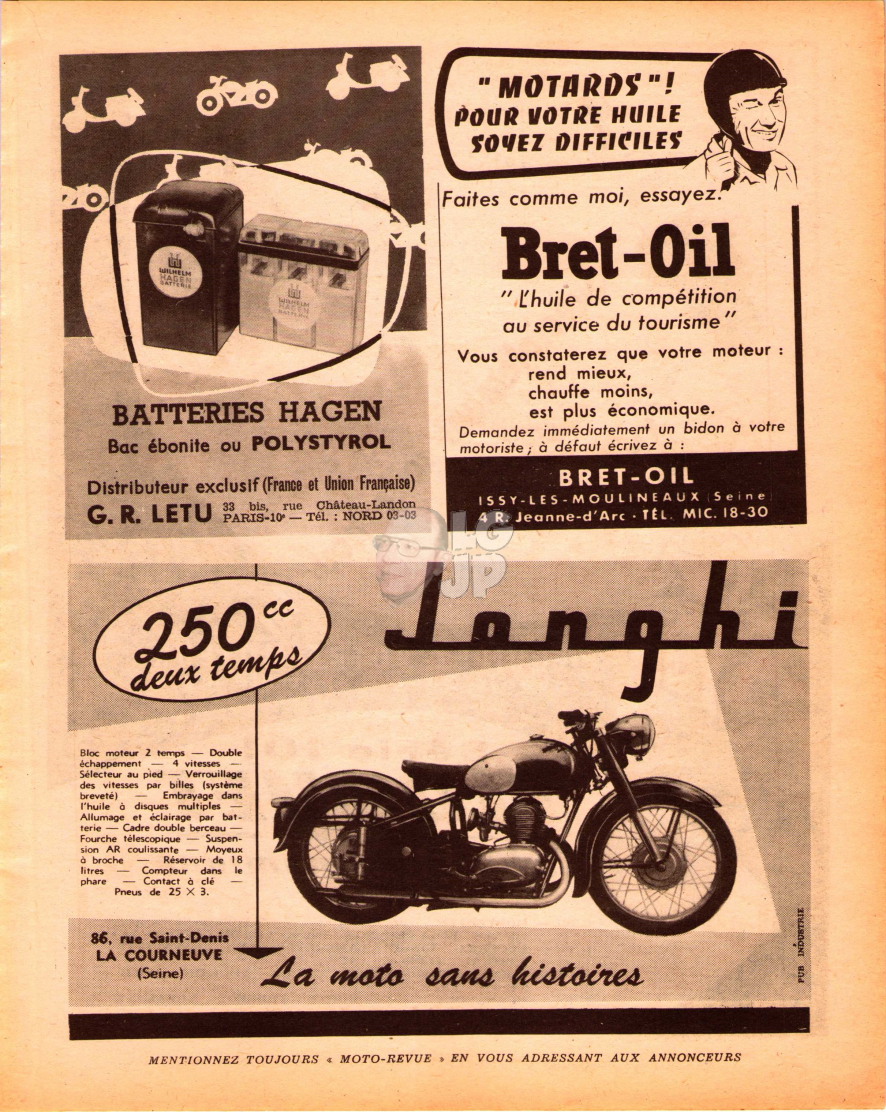 WILHELM
HAGEN
BATTERIE
WILHELM
HAGEN
BATTERIE
BATTERIES HAGEN
Bac ébonite ou POLYSTYROL
Distributeur exclusif (France et Union Française)
G. R. LETU 33 bis, rue Château-Landon
PARIS-10e — Tél. : NORD 03-03
" MOTARDS " !
POUR VOTRE HUILE
SOYEZ DIFFICILES
Faites comme moi, essayez.
Bret-Oil
" L'huile de compétition
au service du tourisme "
Vous constaterez que votre moteur :
rend mieux,
chauffe moins,
est plus économique.
Demandez immédiatement un bidon à votre
motoriste ; à défaut écrivez à :
BRET-OIL
ISSY-LES-MOULINEAUX (Seine)
4 R. Jeanne-d'Arc · TÉL. MIC. 18-30
LG
JP
250cc
deux temps
Longhi
Bloc moteur 2 temps — Double
échappement — 4 vitesses —
Sélecteur au pied — Verrouillage
des vitesses par billes (système
breveté) — Embrayage dans
l'huile à disques multiples —
Allumage et éclairage par bat-
terie — Cadre double berceau —
Fourche télescopique — Suspen-
sion AR coulissante — Moyeux
à broche — Réservoir de 18
litres — Compteur dans le
phare — Contact à clé —
Pneus de 25 X 3.
86, rue Saint-Denis
LA COURNEUVE
(Seine)
La moto sans histoires
PUB INDUSTRIE
MENTIONNEZ TOUJOURS « MOTO-REVUE » EN VOUS ADRESSANT AUX ANNONCEURS